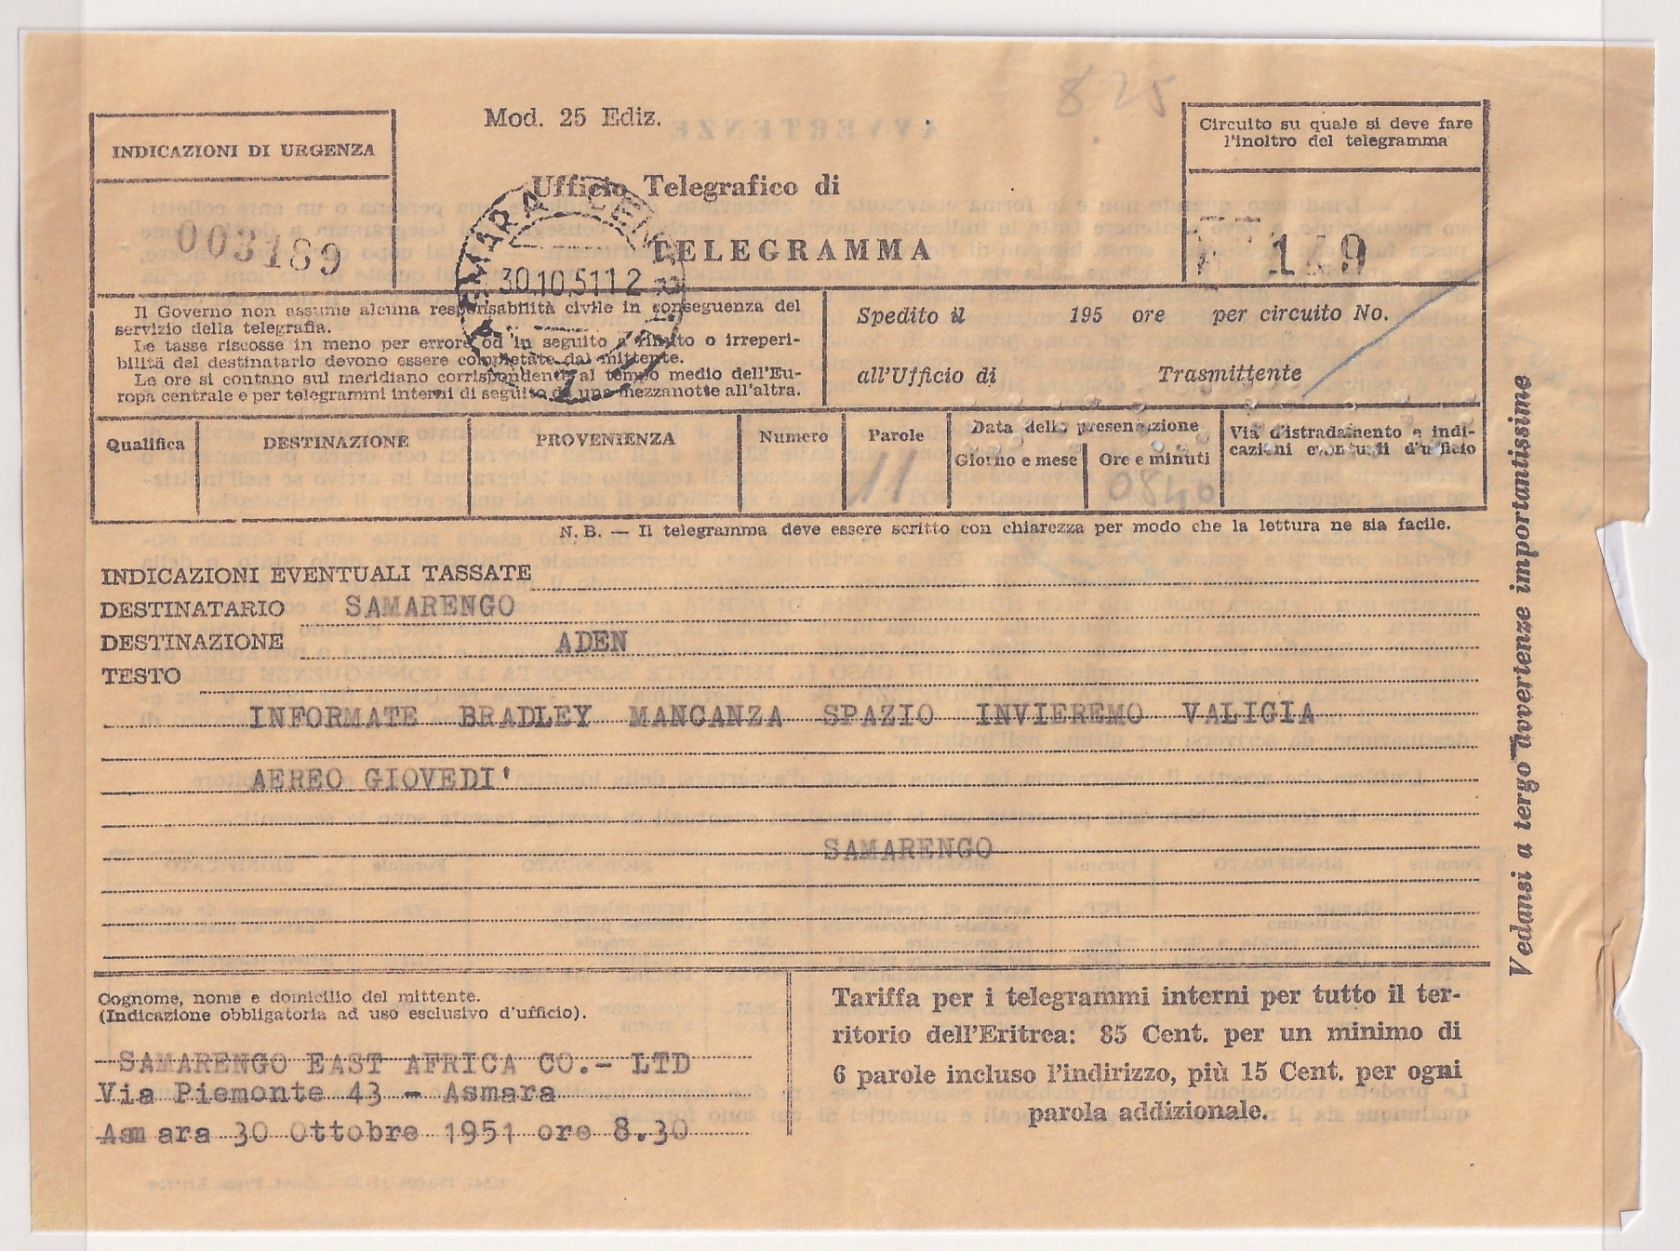 8 25
Mod. 25 Ediz.
INDICAZIONI DI URGENZA
003189
Ufficio Telegrafico di
TELEGRAMMA
ASMARA CEN
30.10.51 12
Circuito su quale si deve fare
l'inoltro del telegramma
149
Il Governo non assume alcuna responsabilità civile in conseguenza del
servizio della telegrafia.
Le tasse riscosse in meno per errore od in seguito a rifiuto o irreperi-
bilità del destinatario devono essere completate dal mittente.
Le ore si contano sul meridiano corrispondente al tempo medio dell'Eu-
ropa centrale e per telegrammi interni di seguito da una mezzanotte all'altra.
Spedito il 195 ore per circuito No.
all'Ufficio di Trasmittente
Qualifica
DESTINAZIONE
PROVENIENZA
Numero
Parole
11
Data della presentazione
Giorno e mese
Ore e minuti
0840
Via d'istradamento e indi-
cazioni eventuali d'ufficio
N. B. — Il telegramma deve essere scritto con chiarezza per modo che la lettura ne sia facile.
INDICAZIONI EVENTUALI TASSATE
DESTINATARIO SAMARENGO
DESTINAZIONE ADEN
TESTO
INFORMATE BRADLEY MANCANZA SPAZIO INVIEREMO VALIGIA
AEREO GIOVEDI'
SAMARENGO
Cognome, nome e domicilio del mittente.
(Indicazione obbligatoria ad uso esclusivo d'ufficio).
SAMARENGO EAST AFRICA CO.- LTD
Via Piemonte 43 - Asmara
Asmara 30 Ottobre 1951 ore 8.30
Tariffa per i telegrammi interni per tutto il ter-
ritorio dell'Eritrea: 85 Cent. per un minimo di
6 parole incluso l'indirizzo, più 15 Cent. per ogni
parola addizionale.
Vedansi a tergo avvertenze importantissime